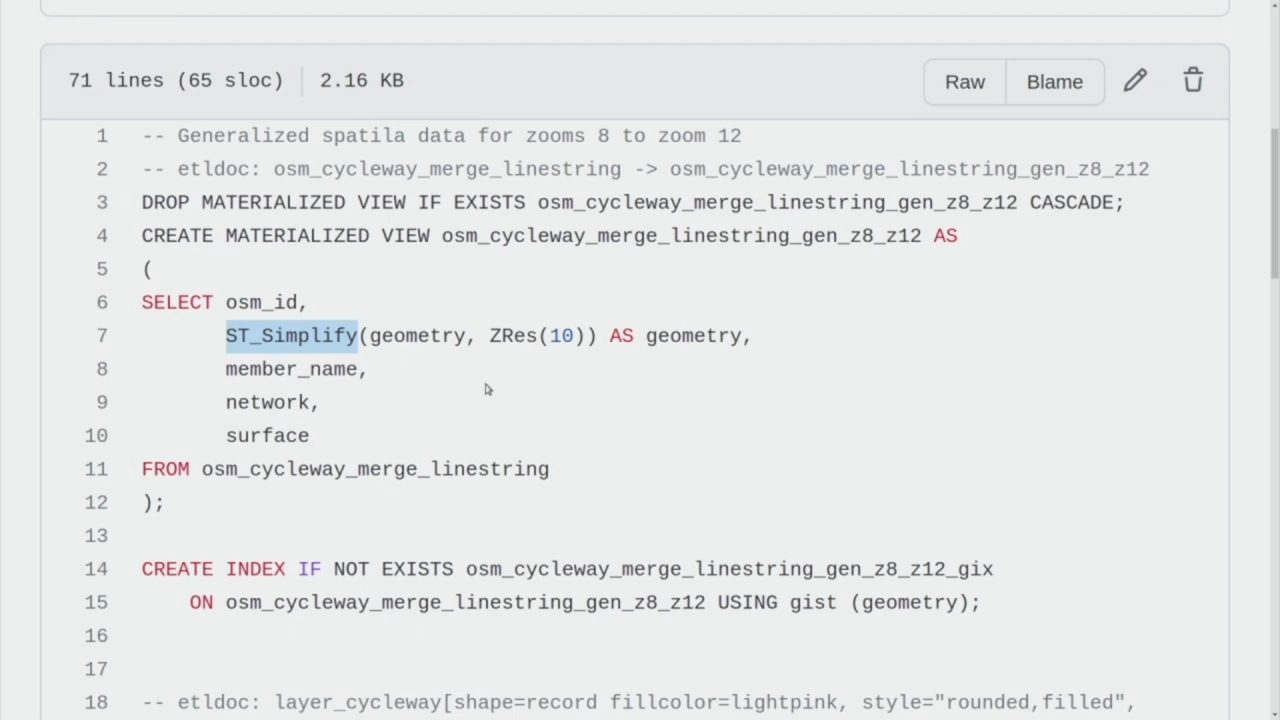 71 lines (65 sloc) 2.16 KB Raw Blame
1 -- Generalized spatila data for zooms 8 to zoom 12
2 -- etldoc: osm_cycleway_merge_linestring -> osm_cycleway_merge_linestring_gen_z8_z12
3 DROP MATERIALIZED VIEW IF EXISTS osm_cycleway_merge_linestring_gen_z8_z12 CASCADE;
4 CREATE MATERIALIZED VIEW osm_cycleway_merge_linestring_gen_z8_z12 AS
5 (
6 SELECT osm_id,
7 ST_Simplify(geometry, ZRes(10)) AS geometry,
8 member_name,
9 network,
10 surface
11 FROM osm_cycleway_merge_linestring
12 );
13
14 CREATE INDEX IF NOT EXISTS osm_cycleway_merge_linestring_gen_z8_z12_gix
15 ON osm_cycleway_merge_linestring_gen_z8_z12 USING gist (geometry);
16
17
18 -- etldoc: layer_cycleway[shape=record fillcolor=lightpink, style="rounded,filled",